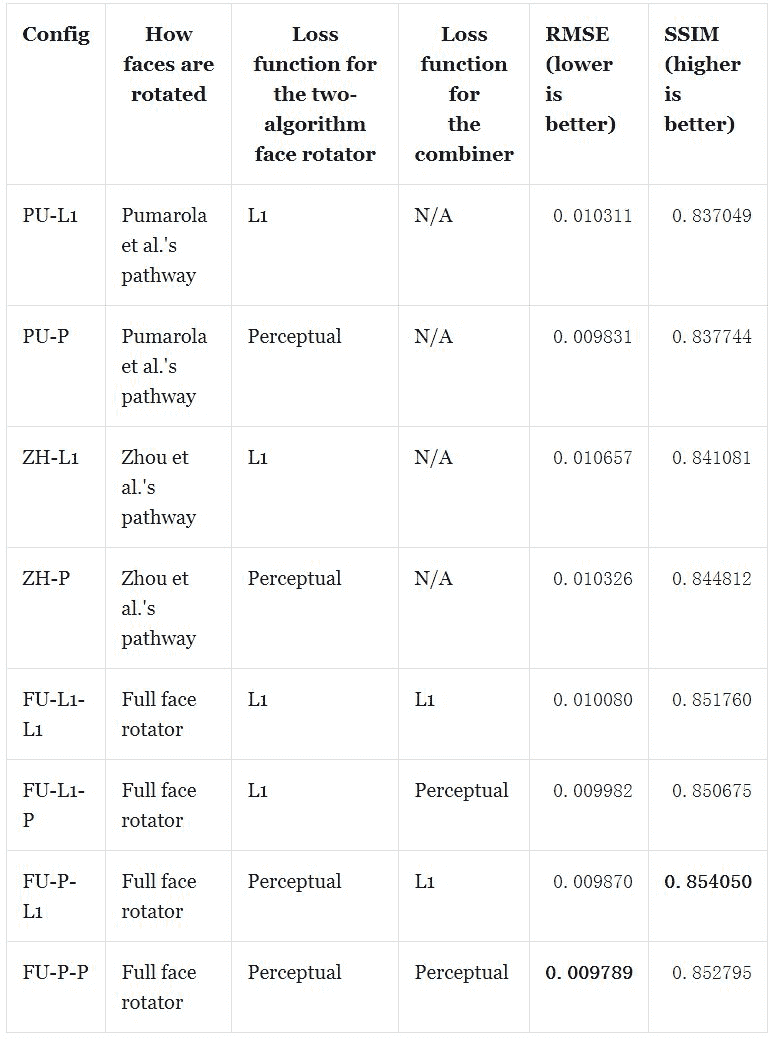 Config
How
faces are
rotated
Loss
function for
the two-
algorithm
face rotator
Loss
function
for
the
combiner
RMSE
(lower
is
better)
SSIM
(higher
is
better)
PU-L1
Pumarola
et al.'s
pathway
L1
N/A
0.010311
0.837049
PU-P
Pumarola
et al.'s
pathway
Perceptual
N/A
0.009831
0.837744
ZH-L1
Zhou et
al.'s
pathway
L1
N/A
0.010657
0.841081
ZH-P
Zhou et
al.'s
pathway
Perceptual
N/A
0.010326
0.844812
FU-L1-
L1
Full face
rotator
L1
L1
0.010080
0.851760
FU-L1-
P
Full face
rotator
L1
Perceptual
0.009982
0.850675
FU-P-
L1
Full face
rotator
Perceptual
L1
0.009870
0.854050
FU-P-P
Full face
rotator
Perceptual
Perceptual
0.009789
0.852795